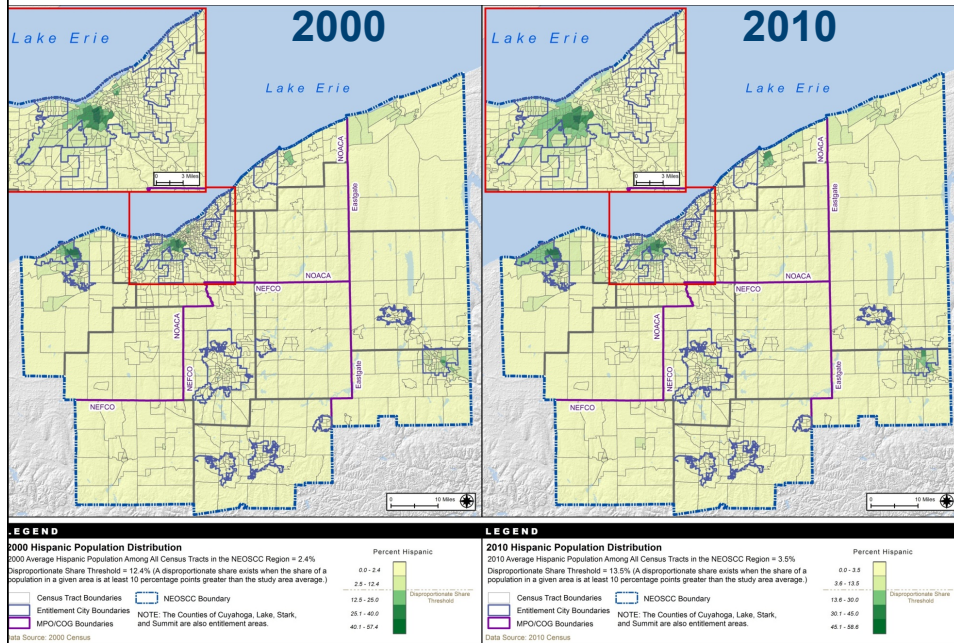 2000
Lake Erie
Lake Erie
0 3 Miles
NOACA
Eastgate
NOACA
NEFCO
NOACA
NEFCO
Eastgate
NEFCO
0 10 Miles
LEGEND
2000 Hispanic Population Distribution
2000 Average Hispanic Population Among All Census Tracts in the NEOSCC Region = 2.4%
Disproportionate Share Threshold = 12.4% (A disproportionate share exists when the share of a
population in a given area is at least 10 percentage points greater than the study area average.)
Census Tract Boundaries
Entitlement City Boundaries
MPO/COG Boundaries
NEOSCC Boundary
NOTE: The Counties of Cuyahoga, Lake, Stark,
and Summit are also entitlement areas.
Data Source: 2000 Census
Percent Hispanic
0.0 - 2.4
2.5 - 12.4
Disproportionate Share
Threshold
12.5 - 25.0
25.1 - 40.0
40.1 - 57.4
2010
Lake Erie
Lake Erie
0 3 Miles
NOACA
Eastgate
NOACA
NEFCO
NOACA
NEFCO
Eastgate
NEFCO
0 10 Miles
LEGEND
2010 Hispanic Population Distribution
2010 Average Hispanic Population Among All Census Tracts in the NEOSCC Region = 3.5%
Disproportionate Share Threshold = 13.5% (A disproportionate share exists when the share of a
population in a given area is at least 10 percentage points greater than the study area average.)
Census Tract Boundaries
Entitlement City Boundaries
MPO/COG Boundaries
NEOSCC Boundary
NOTE: The Counties of Cuyahoga, Lake, Stark,
and Summit are also entitlement areas.
Data Source: 2010 Census
Percent Hispanic
0.0 - 3.5
3.6 - 13.5
Disproportionate Share
Threshold
13.6 - 30.0
30.1 - 45.0
45.1 - 58.6